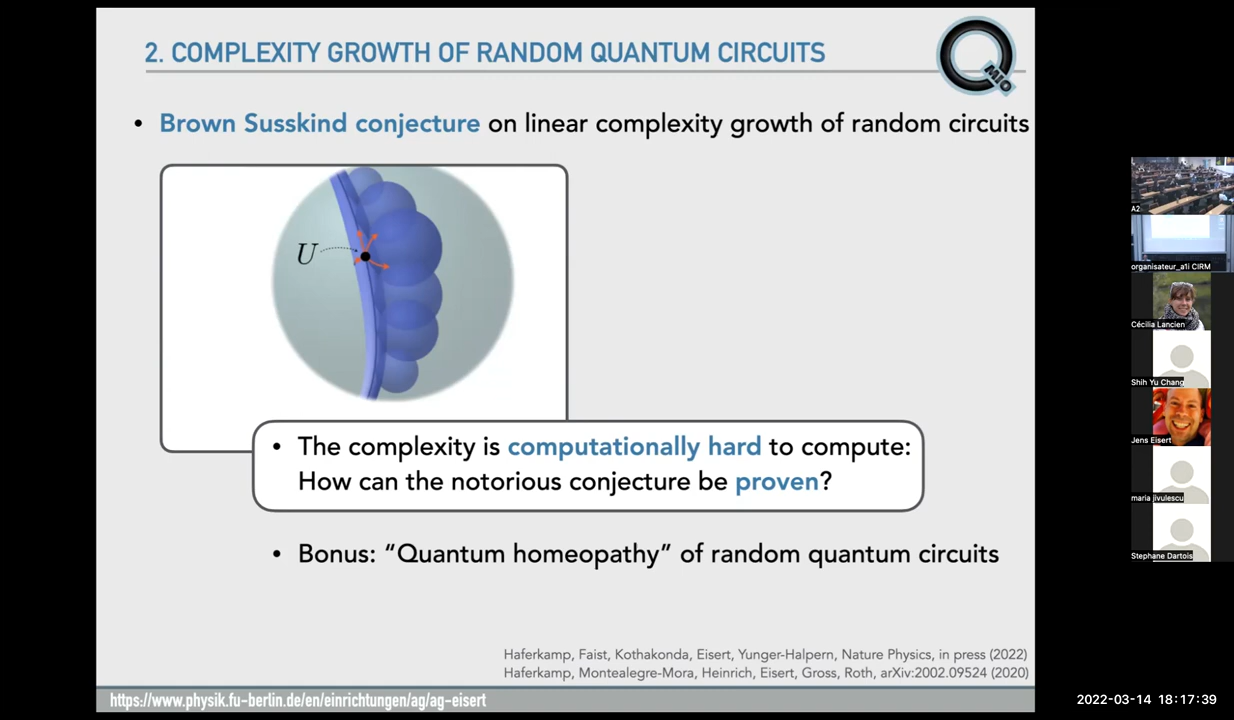 2. COMPLEXITY GROWTH OF RANDOM QUANTUM CIRCUITS
QMIO
• Brown Susskind conjecture on linear complexity growth of random circuits
U
• The complexity is computationally hard to compute:
How can the notorious conjecture be proven?
• Bonus: “Quantum homeopathy” of random quantum circuits
Haferkamp, Faist, Kothakonda, Eisert, Yunger-Halpern, Nature Physics, in press (2022)
Haferkamp, Montealegre-Mora, Heinrich, Eisert, Gross, Roth, arXiv:2002.09524 (2020)
https://www.physik.fu-berlin.de/en/einrichtungen/ag/ag-eisert
A2
organisateur_a1i CIRM
Cécilia Lancien
Shih Yu Chang
Jens Eisert
maria jivulescu
Stephane Dartois
2022-03-14 18:17:39